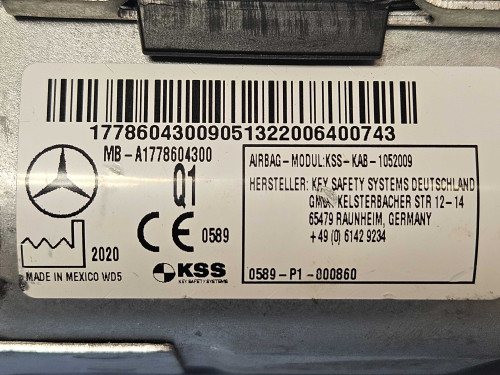 1778604300905132200640​0743
MB-A1778604300
Q1
AIRBAG-MODUL:KSS-KAB-1052009
HERSTELLER: KEY SAFETY SYSTEMS DEUTSCHLAND
GMBH, KELSTERBACHER STR 12-14
65479 RAUNHEIM, GERMANY
+49 (0) 6142 9234
CE 0589
2020
MADE IN MEXICO WD5
KSS
KEY SAFETY SYSTEMS
0589-P1-000860